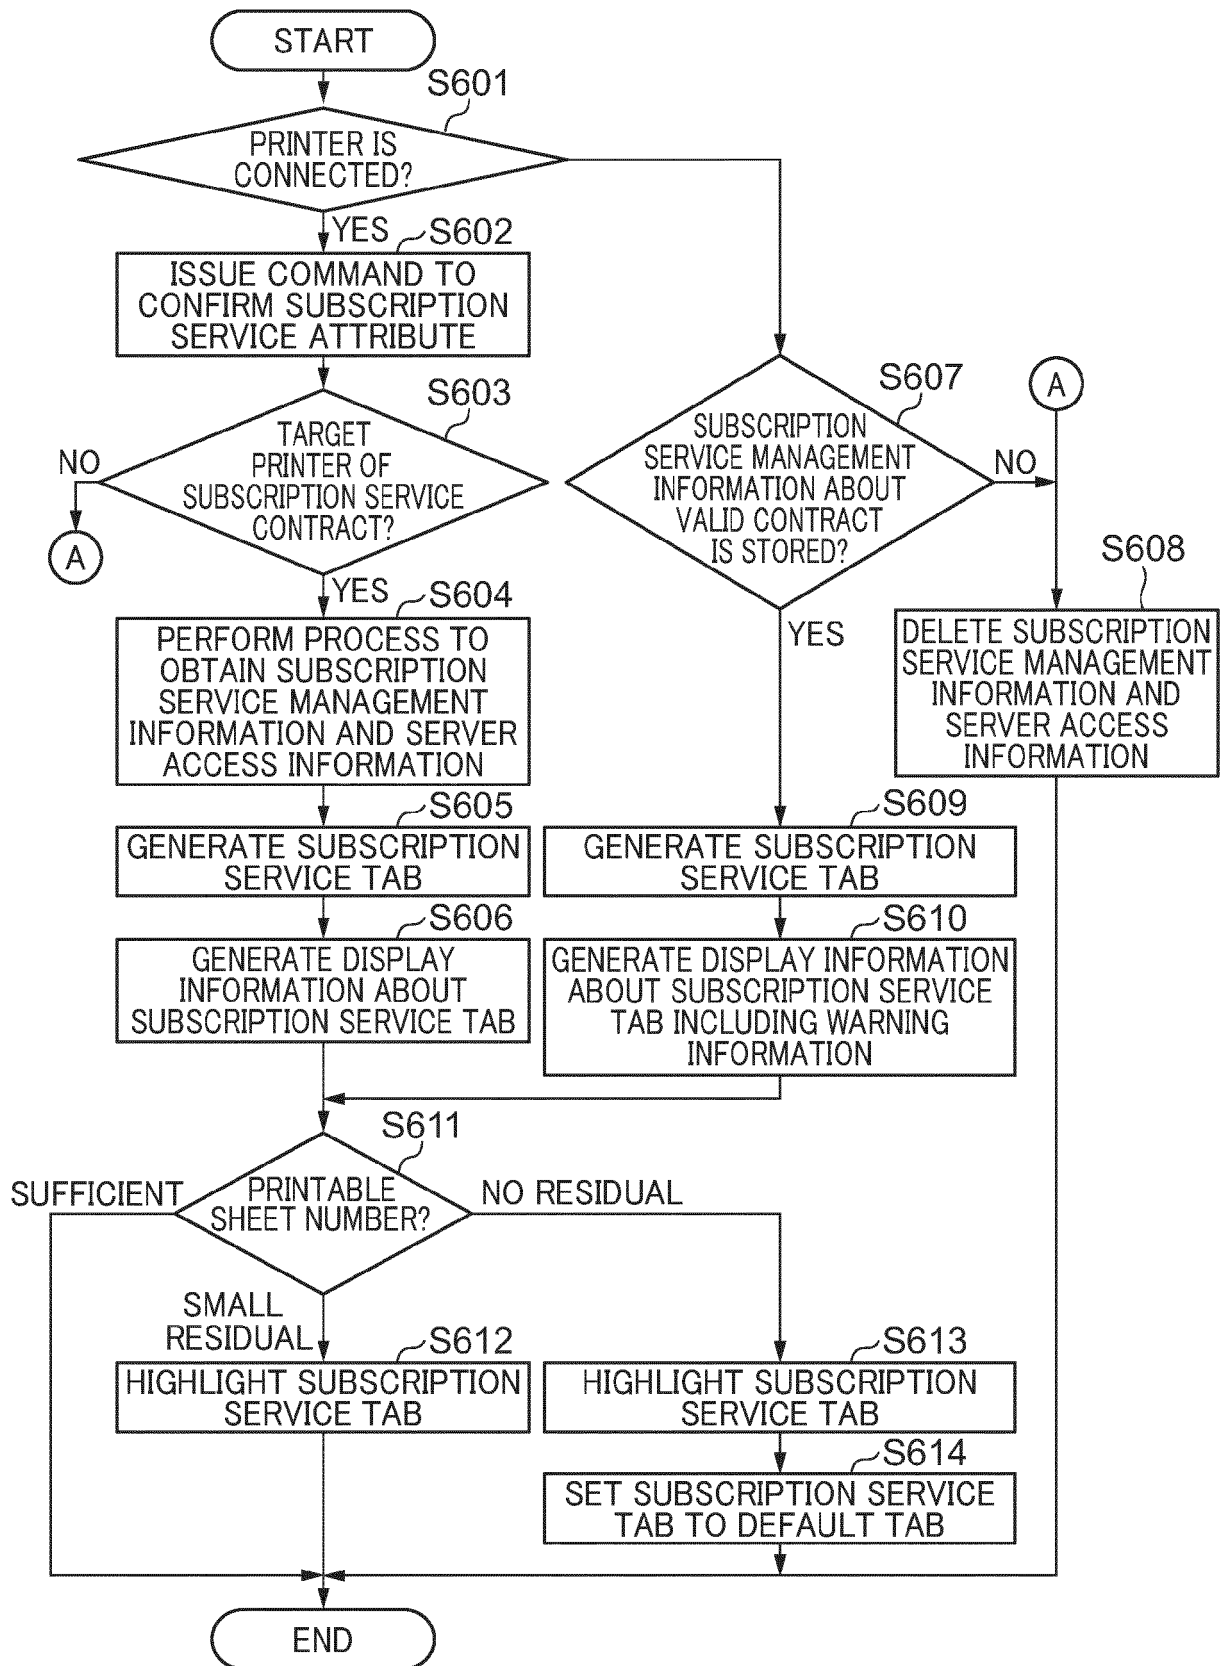 START
S601
PRINTER IS
CONNECTED?
YES
S602
ISSUE COMMAND TO
CONFIRM SUBSCRIPTION
SERVICE ATTRIBUTE
S603
TARGET
PRINTER OF
SUBSCRIPTION SERVICE
CONTRACT?
NO
A
YES
S607
SUBSCRIPTION
SERVICE MANAGEMENT
INFORMATION ABOUT
VALID CONTRACT
IS STORED?
NO
A
YES
S604
PERFORM PROCESS TO
OBTAIN SUBSCRIPTION
SERVICE MANAGEMENT
INFORMATION AND SERVER
ACCESS INFORMATION
S608
DELETE SUBSCRIPTION
SERVICE MANAGEMENT
INFORMATION AND
SERVER ACCESS
INFORMATION
S605
GENERATE SUBSCRIPTION
SERVICE TAB
S609
GENERATE SUBSCRIPTION
SERVICE TAB
S606
GENERATE DISPLAY
INFORMATION ABOUT
SUBSCRIPTION SERVICE TAB
S610
GENERATE DISPLAY INFORMATION
ABOUT SUBSCRIPTION SERVICE
TAB INCLUDING WARNING
INFORMATION
S611
PRINTABLE
SHEET NUMBER?
SUFFICIENT
NO RESIDUAL
SMALL
RESIDUAL
S612
HIGHLIGHT SUBSCRIPTION
SERVICE TAB
S613
HIGHLIGHT SUBSCRIPTION
SERVICE TAB
S614
SET SUBSCRIPTION SERVICE
TAB TO DEFAULT TAB
END